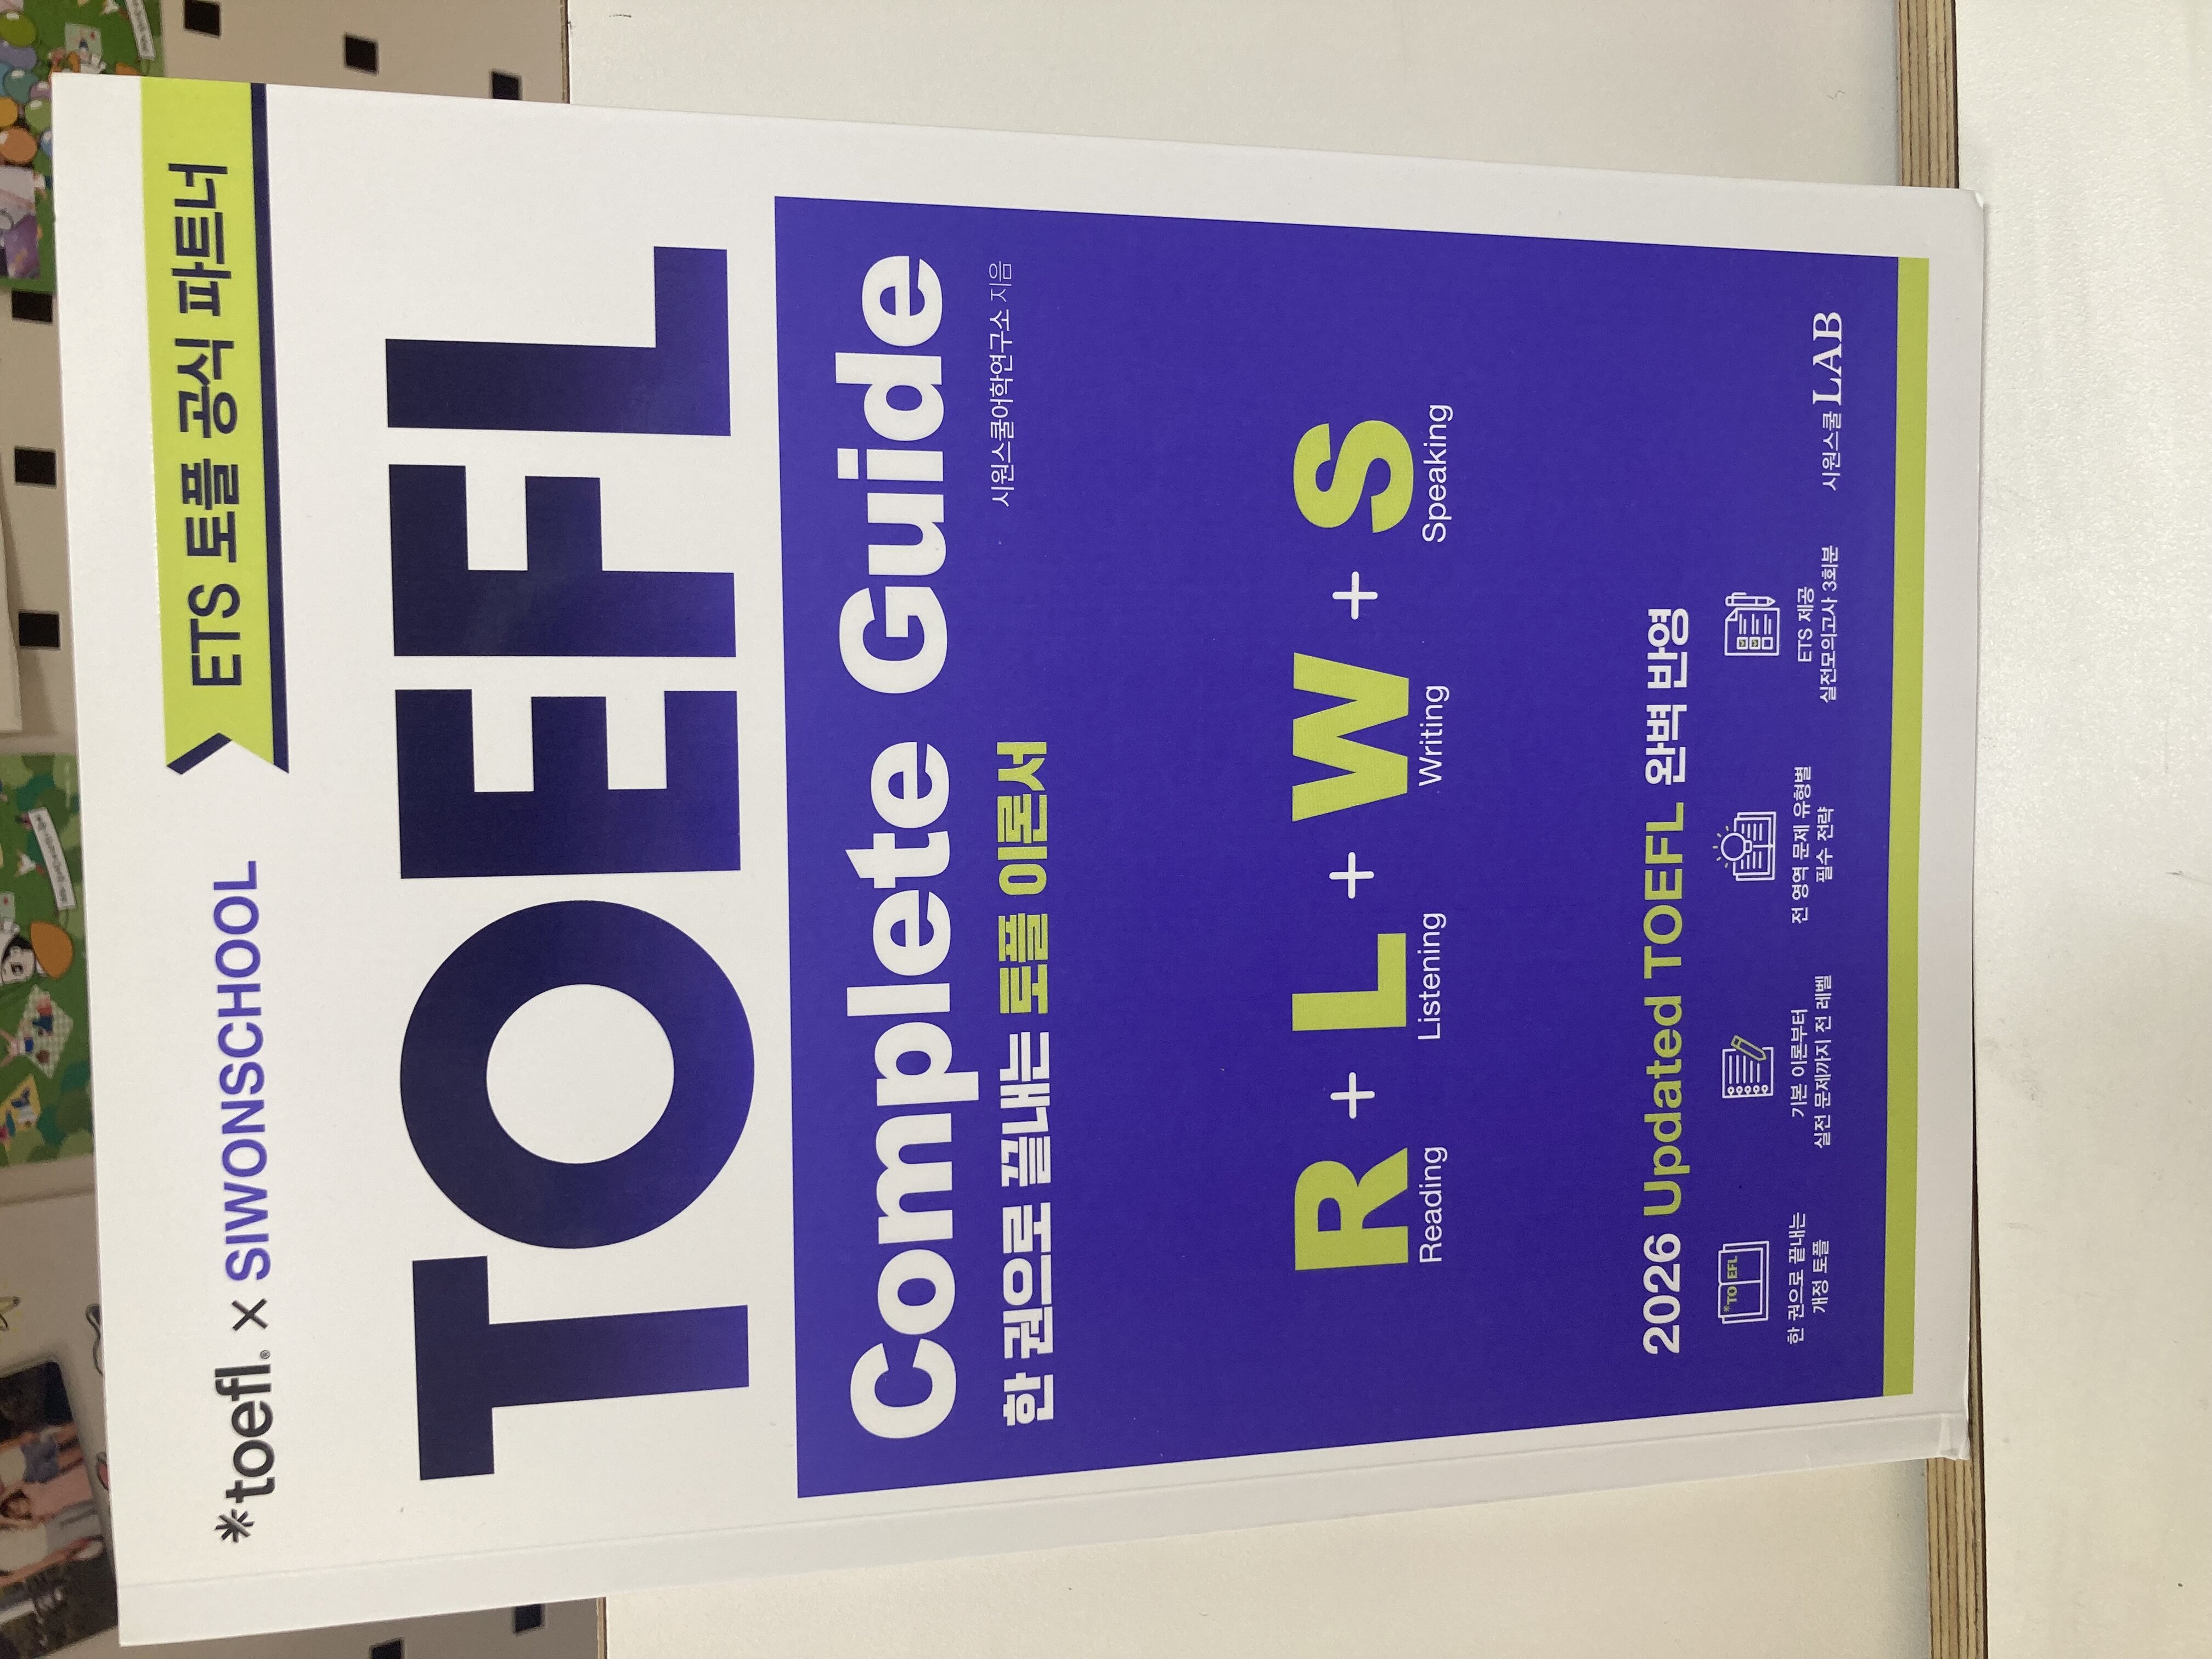 *toefl® × SIWONSCHOOL
ETS 토플 공식 파트너
TOEFL
Complete Guide
한 권으로 끝내는 토플 이론서
시원스쿨어학연구소 지음
R + L + W + S
Reading Listening Writing Speaking
2026 Updated TOEFL 완벽 반영
*TOEFL
한 권으로 끝내는
개정 토플
기본 이론부터
실전 문제까지 전 레벨
전 영역 문제 유형별
필수 전략
ETS 제공
실전모의고사 3회분
시원스쿨 LAB